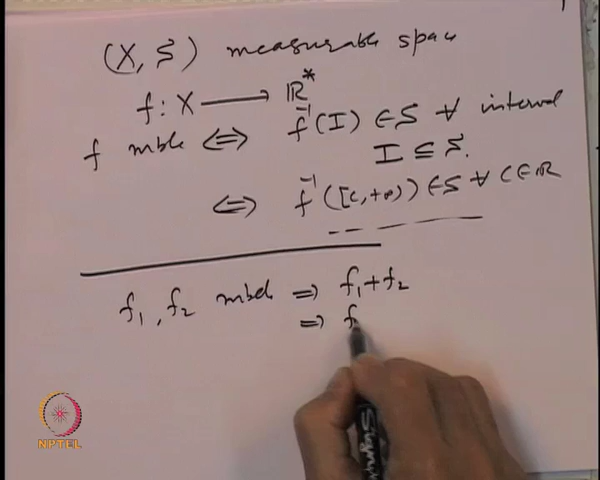 (X, S) measurable space
f : X → ℝ*
f mble ⇔ f⁻¹(I) ∈ S ∀ interval
I ⊆ S.
⇔ f⁻¹([c, +∞)) ∈ S ∀ c ∈ ℝ
f₁, f₂ mble ⇒ f₁+f₂
⇒ f
NPTEL